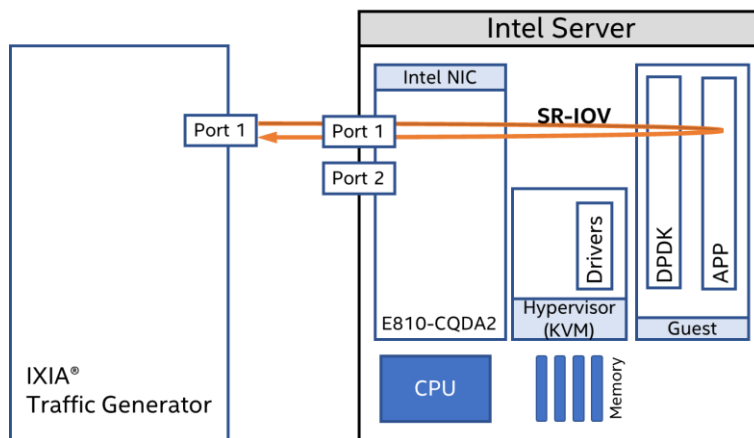 Intel Server
Intel NIC
SR-IOV
Port 1
Port 1
Port 2
Drivers
DPDK
APP
E810-CQDA2
Hypervisor
(KVM)
Guest
IXIA®
Traffic Generator
CPU
Memory